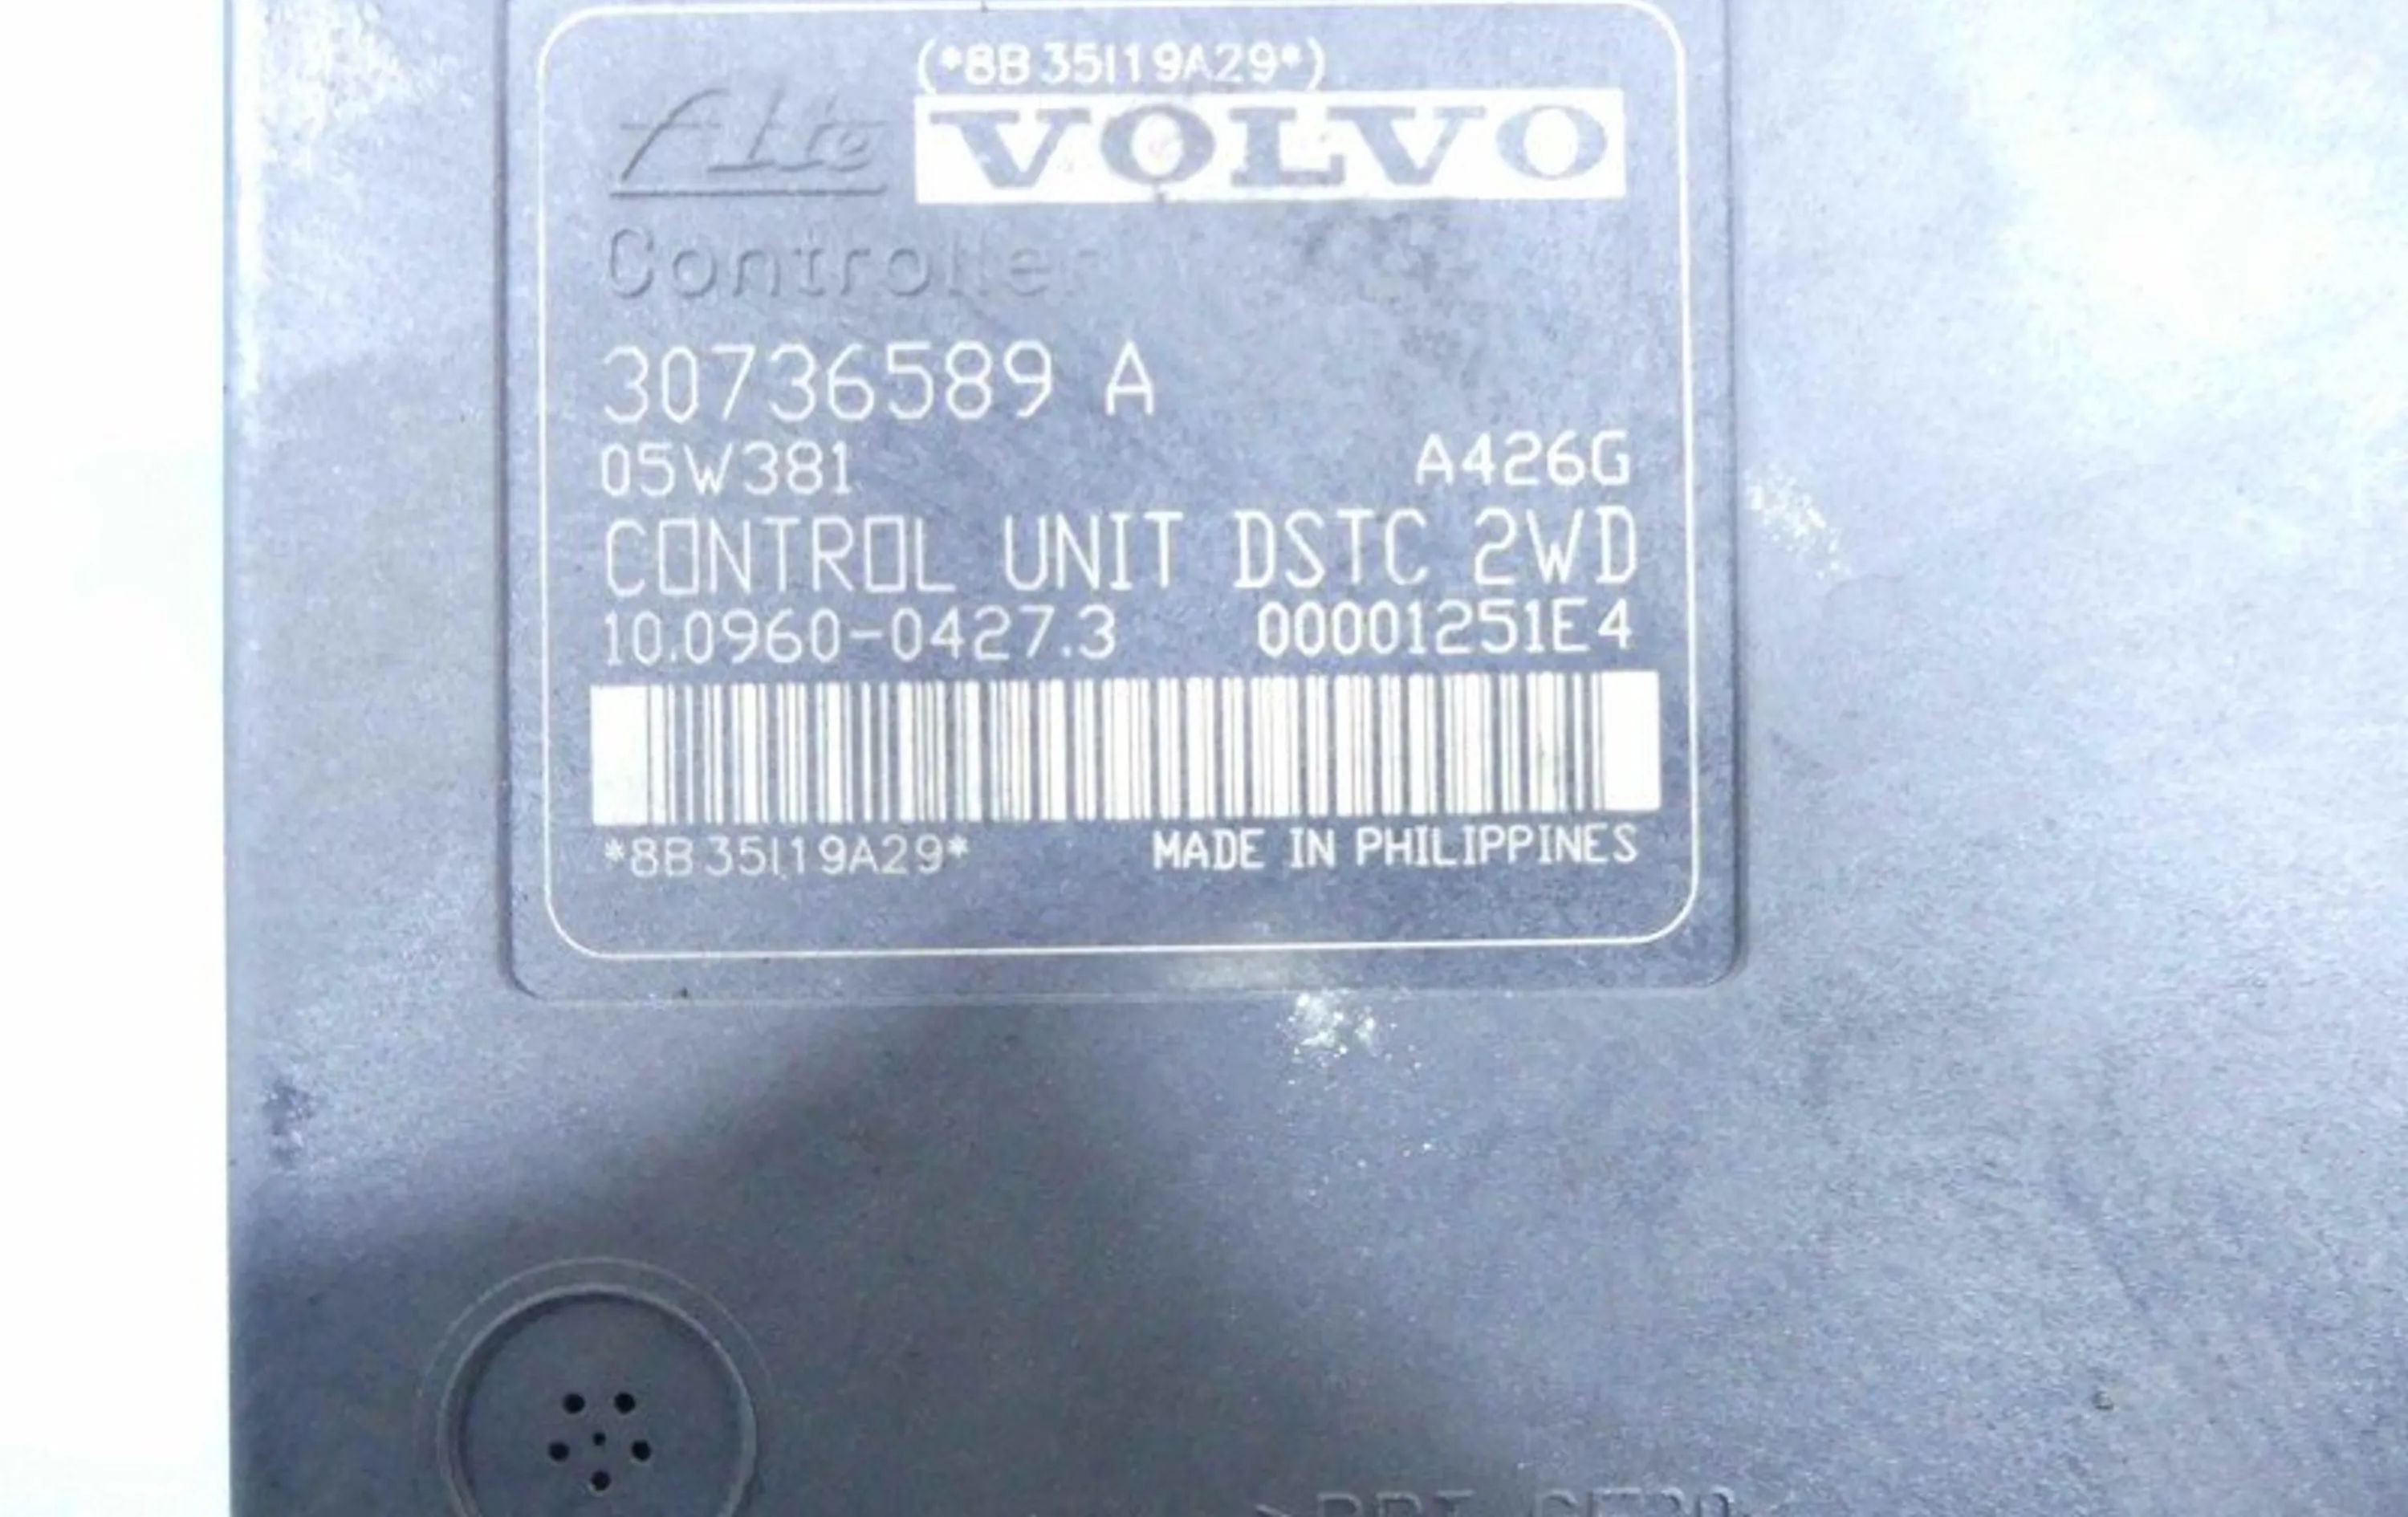 (*8B35I19A29*)
Ate VOLVO
Controller
30736589 A
05W381 A426G
CONTROL UNIT DSTC 2WD
10.0960-0427.3 00001251E4
*8B35I19A29* MADE IN PHILIPPINES